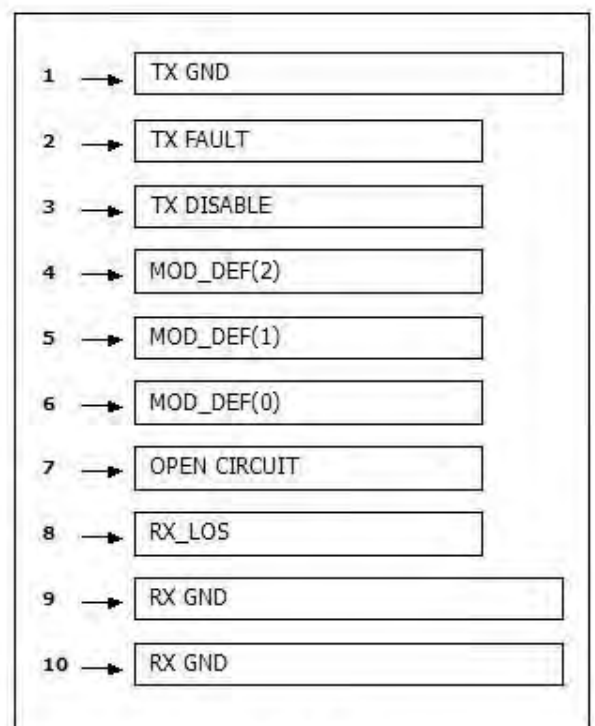 1 TX GND
2 TX FAULT
3 TX DISABLE
4 MOD_DEF(2)
5 MOD_DEF(1)
6 MOD_DEF(0)
7 OPEN CIRCUIT
8 RX_LOS
9 RX GND
10 RX GND